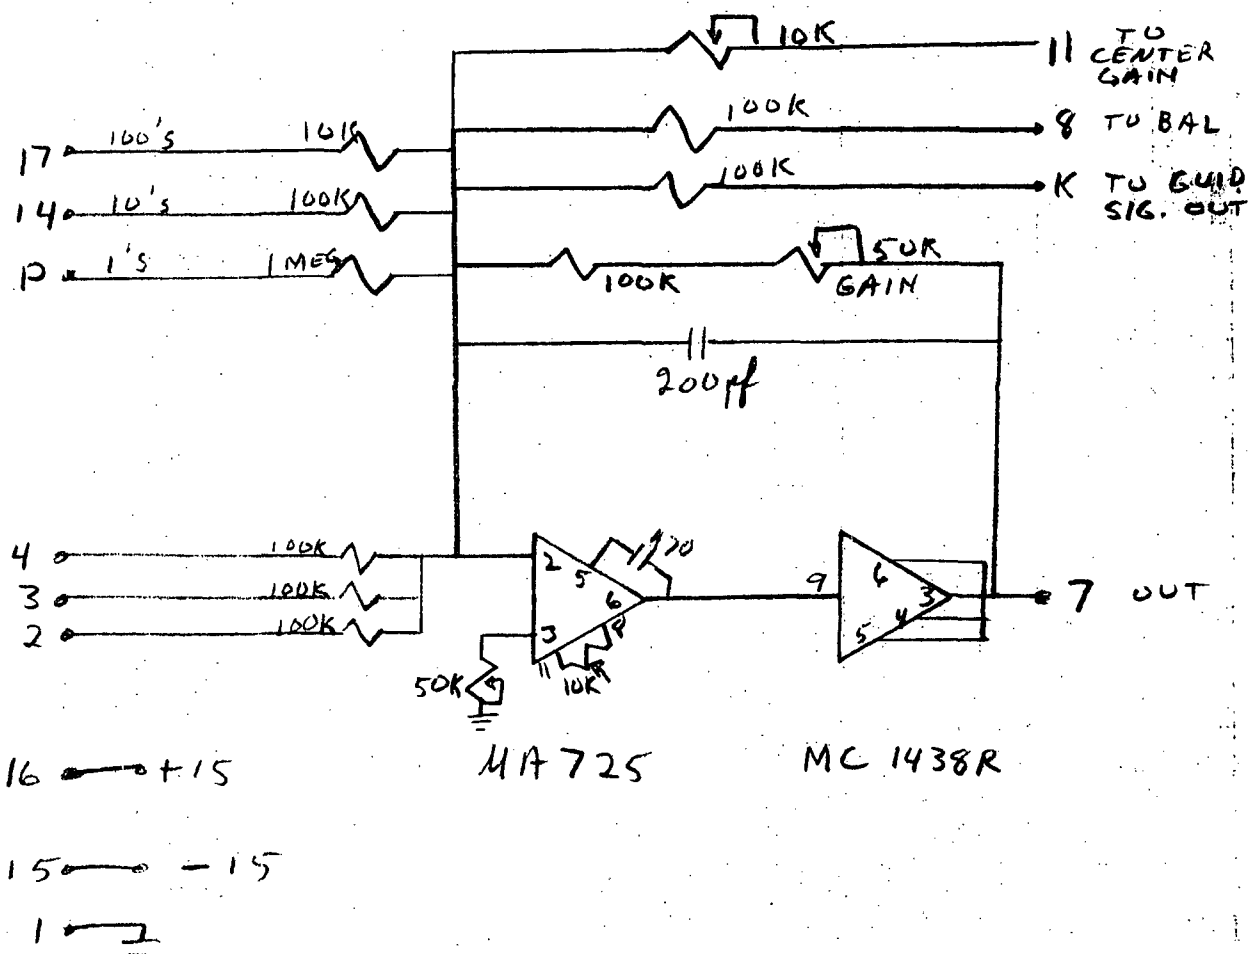 10K
11 TO
CENTER
GAIN
100K
8 TO BAL
100K
K TO GUID
SIG. OUT
17 100's 10K
14 10's 100K
P 1's 1 MEG
100K
50K
GAIN
200pf
4 100K
3 100K
2 100K
2
5
6
3
8
11
10K
50K
9
6
3
4
5
7 OUT
µA 725
MC 1438R
16 +15
15 -15
1